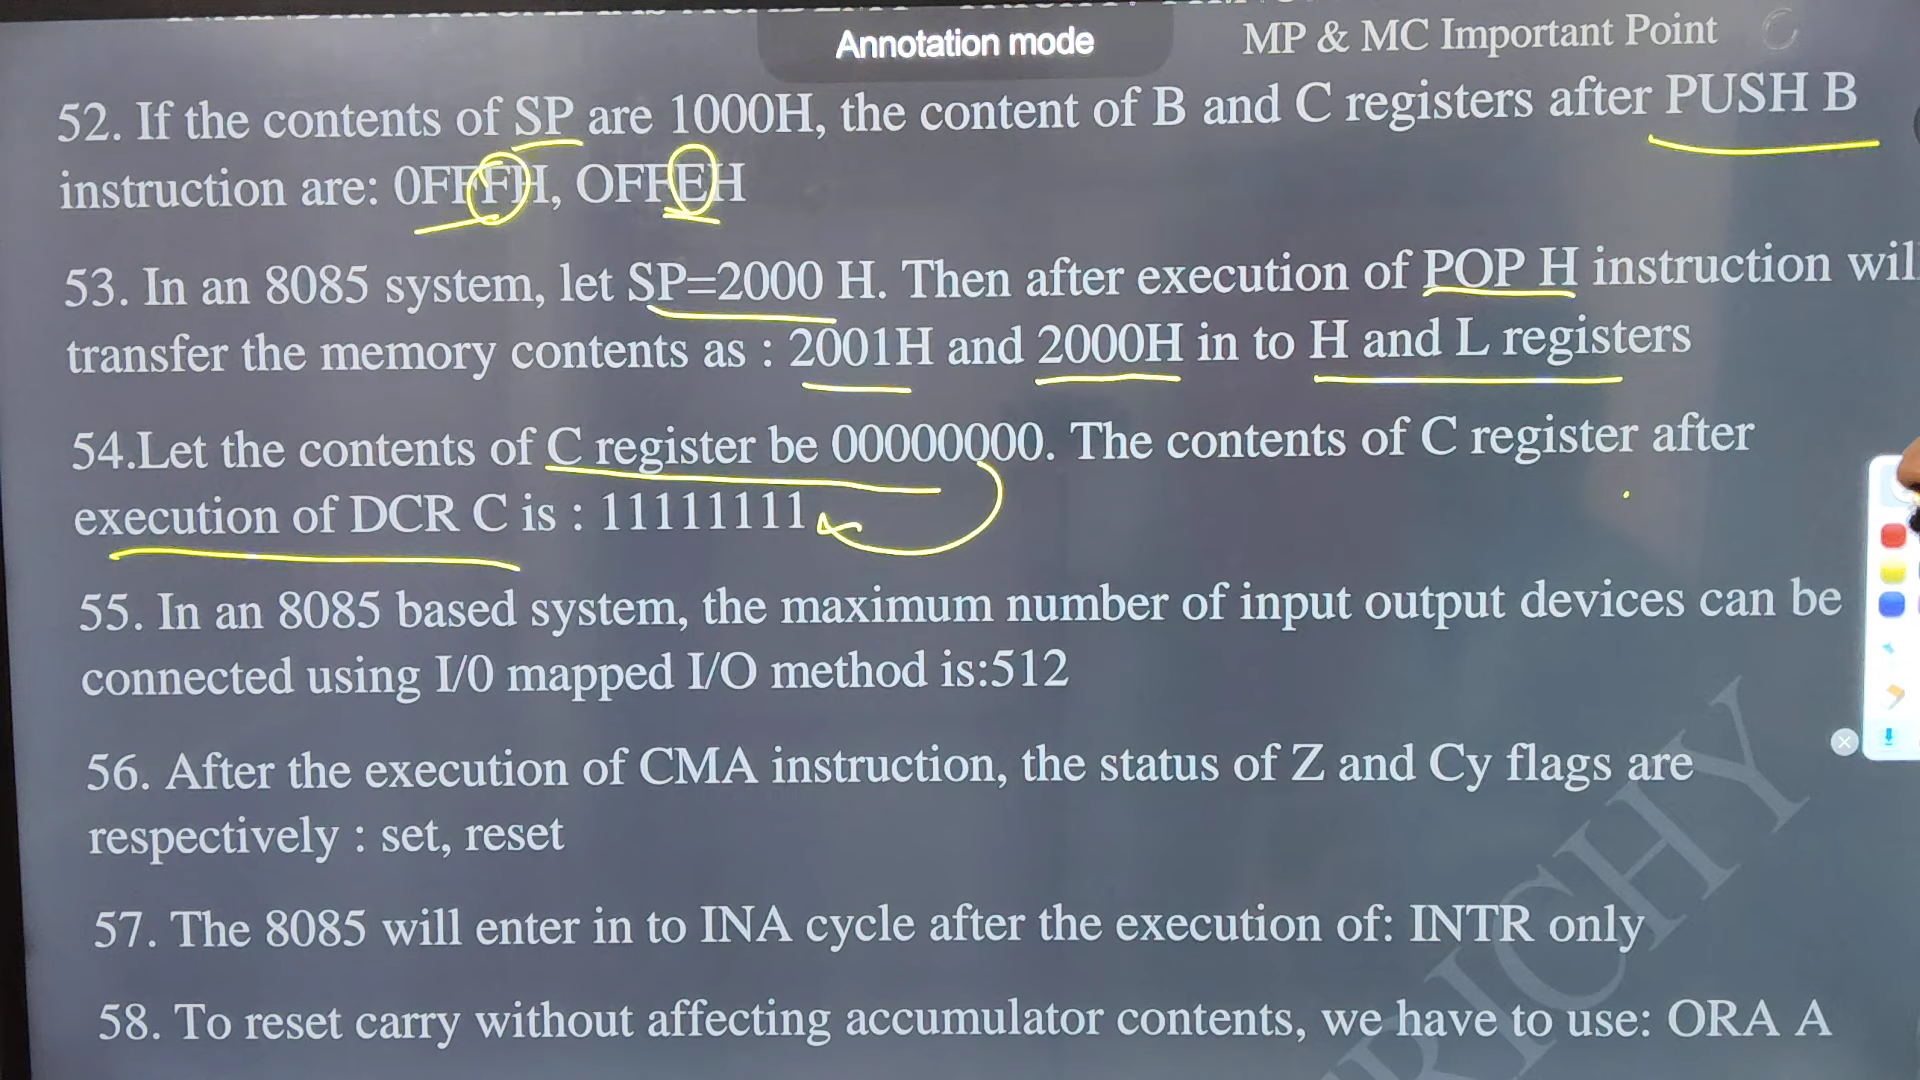 Annotation mode
MP & MC Important Point
52. If the contents of SP are 1000H, the content of B and C registers after PUSH B
instruction are: 0FFFH, OFFEH
53. In an 8085 system, let SP=2000 H. Then after execution of POP H instruction wil
transfer the memory contents as : 2001H and 2000H in to H and L registers
54.Let the contents of C register be 00000000. The contents of C register after
execution of DCR C is : 11111111
55. In an 8085 based system, the maximum number of input output devices can be
connected using I/0 mapped I/O method is:512
56. After the execution of CMA instruction, the status of Z and Cy flags are
respectively : set, reset
57. The 8085 will enter in to INA cycle after the execution of: INTR only
58. To reset carry without affecting accumulator contents, we have to use: ORA A
RICHY